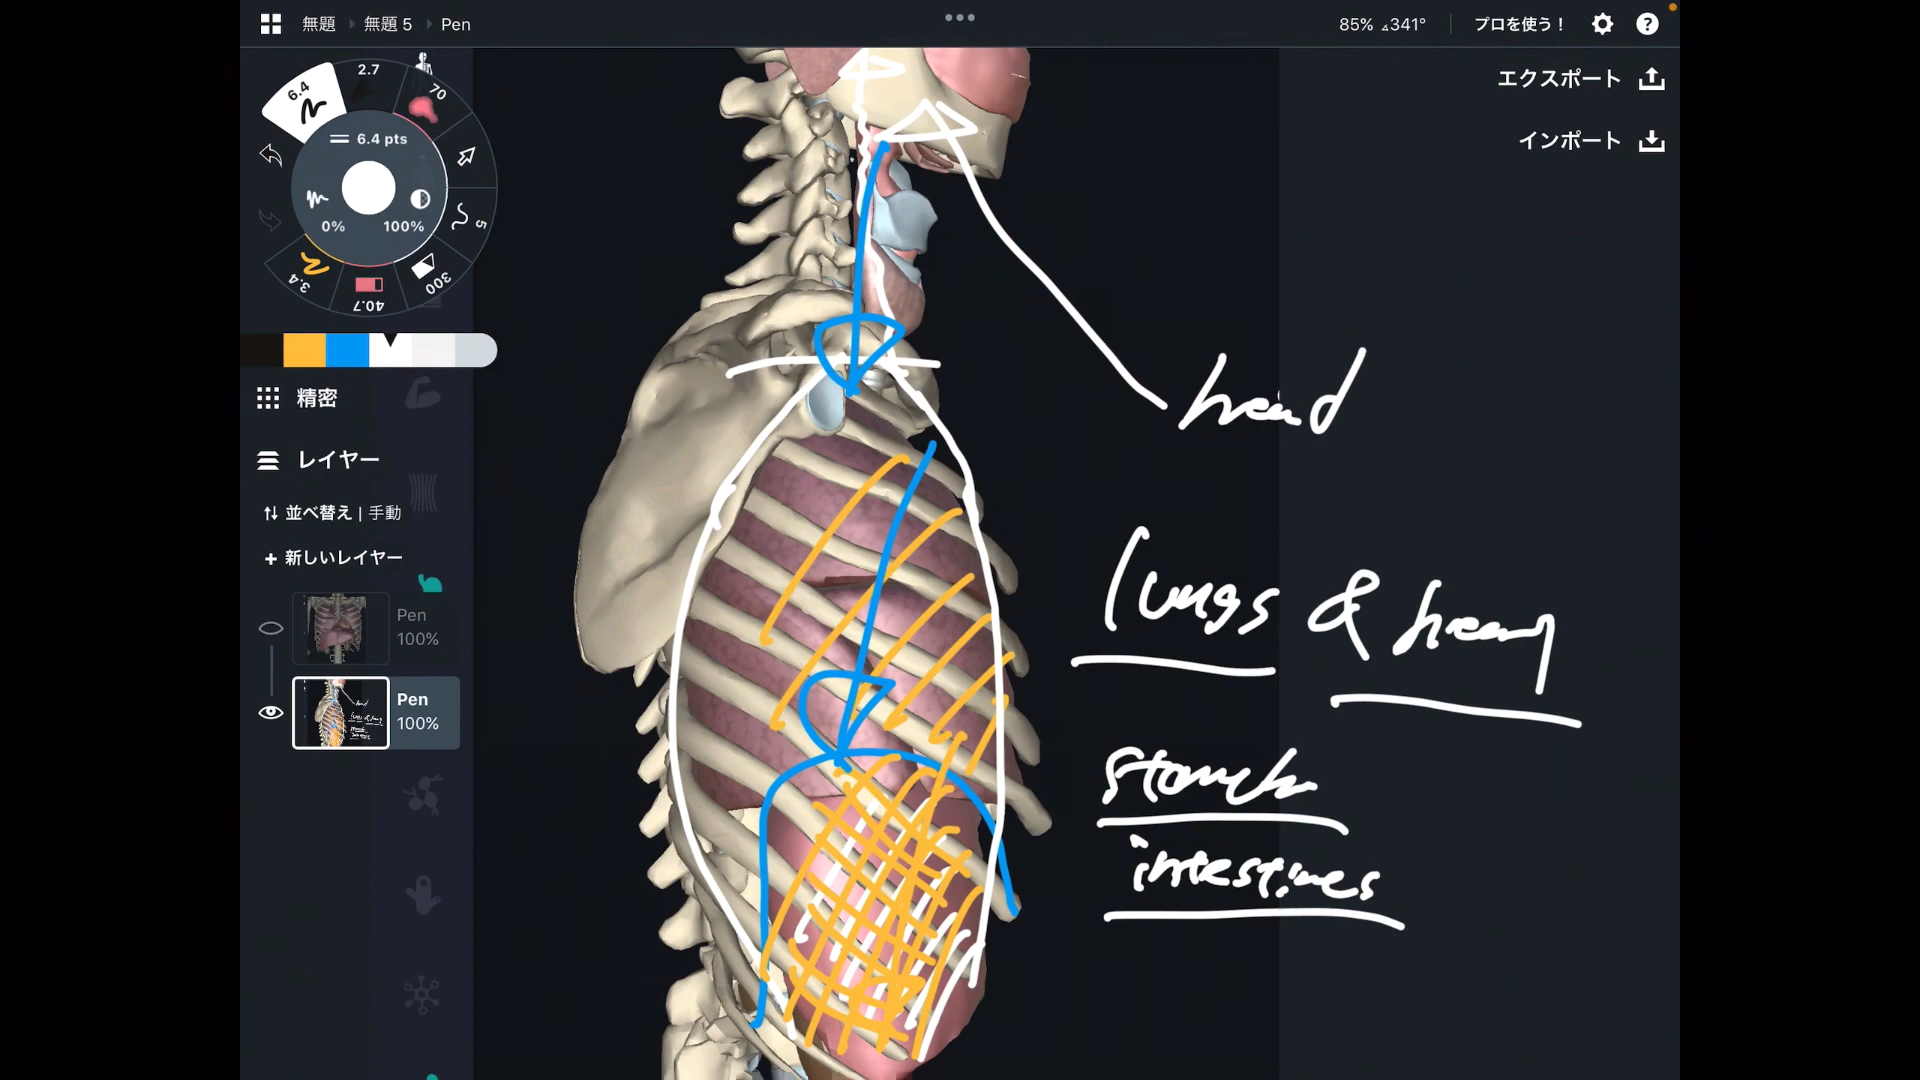 無題 無題 5 Pen
85% ⊿341° プロを使う！
エクスポート
インポート
2.7
6.4
70
6.4 pts
0% 100%
5
3.4
300
40.7
精密
レイヤー
並べ替え | 手動
+ 新しいレイヤー
Pen
100%
Pen
100%
head
lungs &
intestines